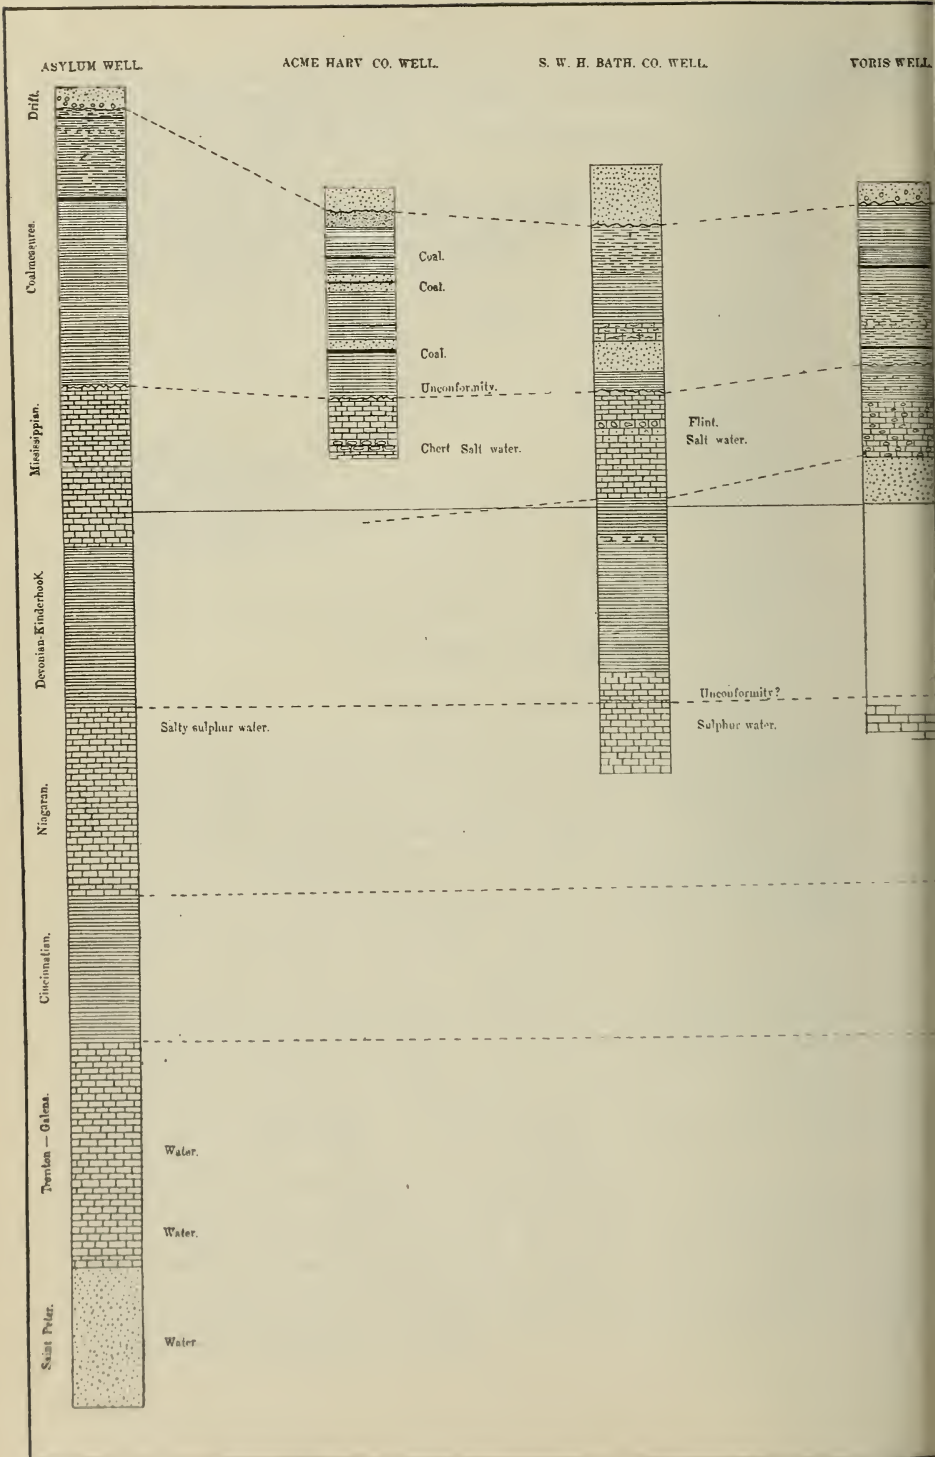 ASYLUM WELL.
ACME HARV CO. WELL.
S. W. H. BATH. CO. WELL.
VORIS WELL.
Drift.
Coalmeasures.
Coal.
Coal.
Coal.
Unconformity.
Mississippian.
Flint.
Salt water.
Chert Salt water.
Devonian-Kinderhook.
Unconformity?
Salty sulphur water.
Sulphur water.
Niagaran.
Cincinnatian.
Trenton — Galena.
Water.
Water.
Saint Peter.
Water